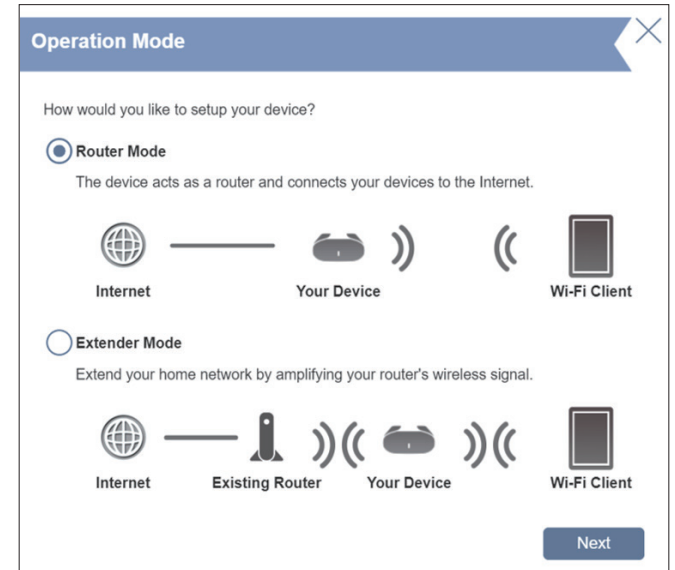 Operation Mode
How would you like to setup your device?
Router Mode
The device acts as a router and connects your devices to the Internet.
Internet Your Device Wi-Fi Client
Extender Mode
Extend your home network by amplifying your router's wireless signal.
Internet Existing Router Your Device Wi-Fi Client
Next